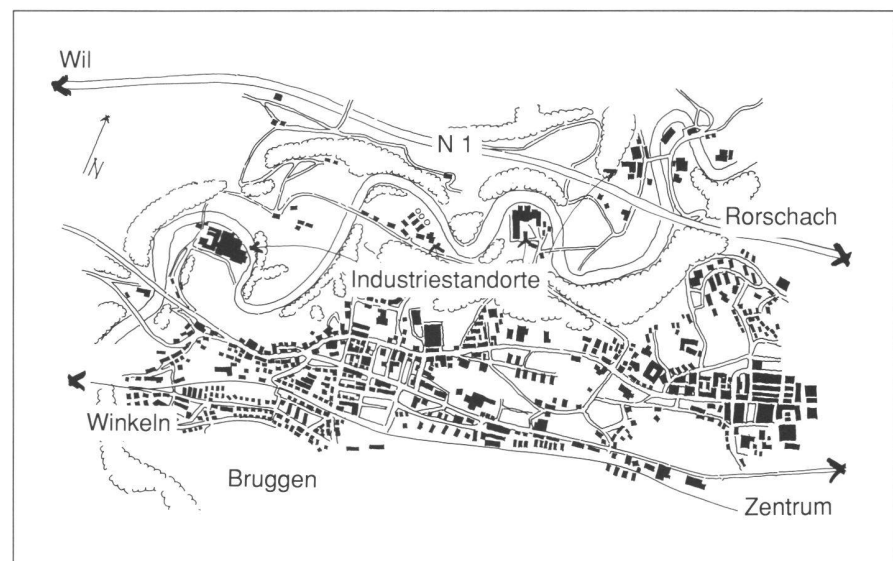 Wil
N 1
N
Rorschach
Industriestandorte
Winkeln
Bruggen
Zentrum